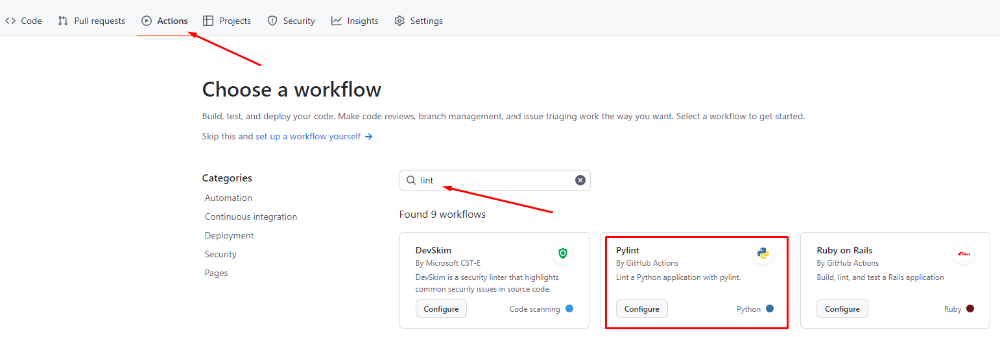 Code Pull requests Actions Projects Security Insights Settings
Choose a workflow
Build, test, and deploy your code. Make code reviews, branch management, and issue triaging work the way you want. Select a workflow to get started.
Skip this and set up a workflow yourself →
Categories
Automation
Continuous integration
Deployment
Security
Pages
lint
Found 9 workflows
DevSkim
By Microsoft CST-E
DevSkim is a security linter that highlights
common security issues in source code.
Configure Code scanning
Pylint
By GitHub Actions
Lint a Python application with pylint.
Configure Python
Ruby on Rails
By GitHub Actions
Build, lint, and test a Rails application
RAILS
Configure Ruby